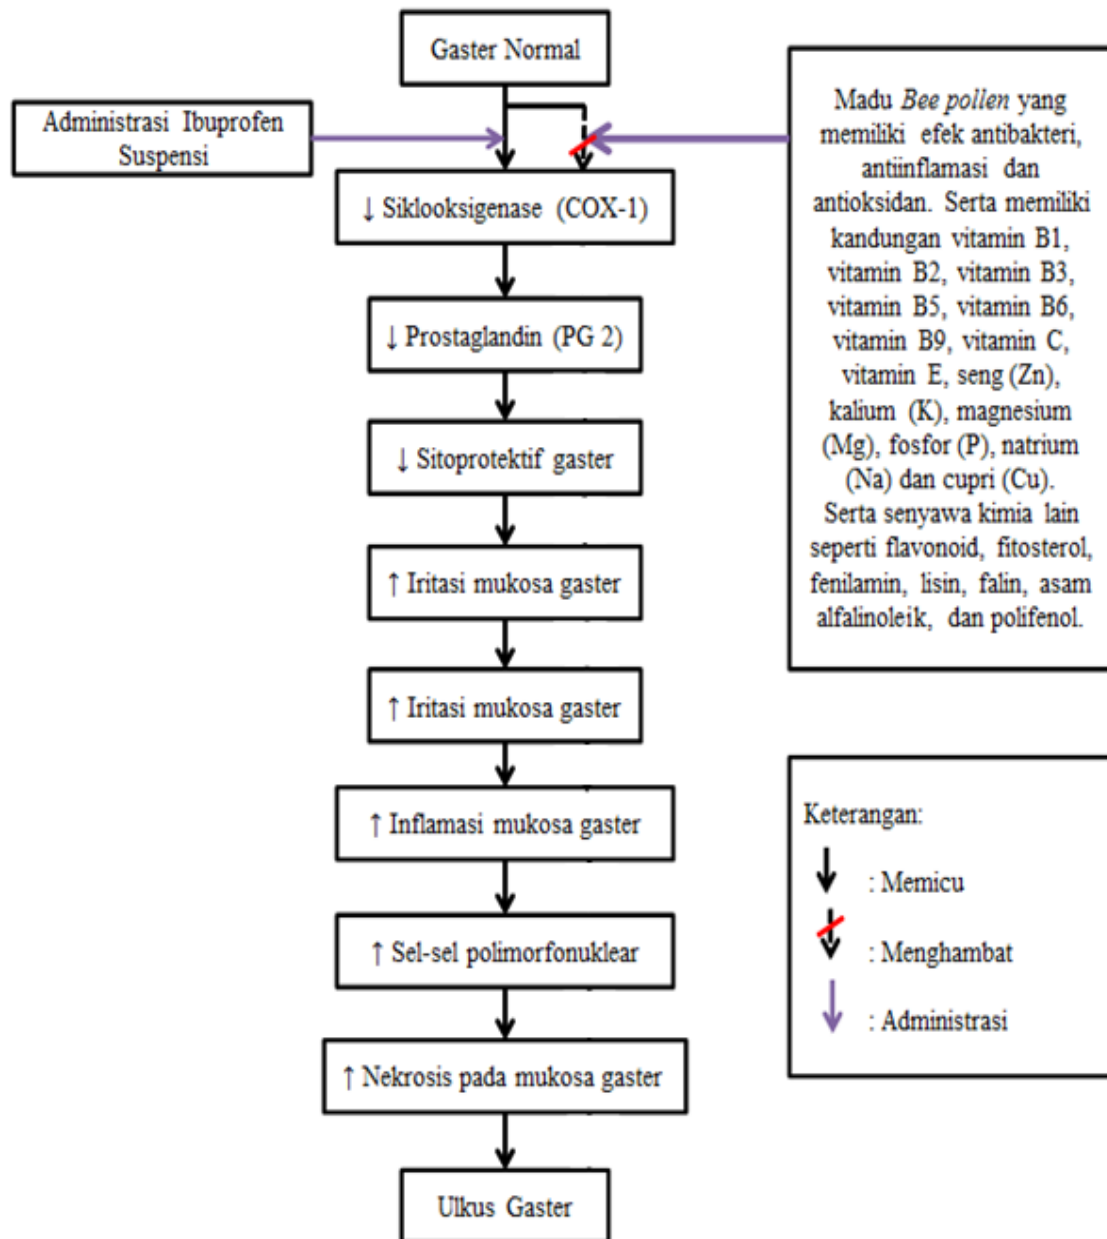 Gaster Normal
Administrasi Ibuprofen
Suspensi
↓ Siklooksigenase (COX-1)
↓ Prostaglandin (PG 2)
↓ Sitoprotektif gaster
↑ Iritasi mukosa gaster
↑ Iritasi mukosa gaster
↑ Inflamasi mukosa gaster
↑ Sel-sel polimorfonuklear
↑ Nekrosis pada mukosa gaster
Ulkus Gaster
Madu Bee pollen yang
memiliki efek antibakteri,
antiinflamasi dan
antioksidan. Serta memiliki
kandungan vitamin B1,
vitamin B2, vitamin B3,
vitamin B5, vitamin B6,
vitamin B9, vitamin C,
vitamin E, seng (Zn),
kalium (K), magnesium
(Mg), fosfor (P), natrium
(Na) dan cupri (Cu).
Serta senyawa kimia lain
seperti flavonoid, fitosterol,
fenilamin, lisin, falin, asam
alfalinoleik, dan polifenol.
Keterangan:
: Memicu
: Menghambat
: Administrasi